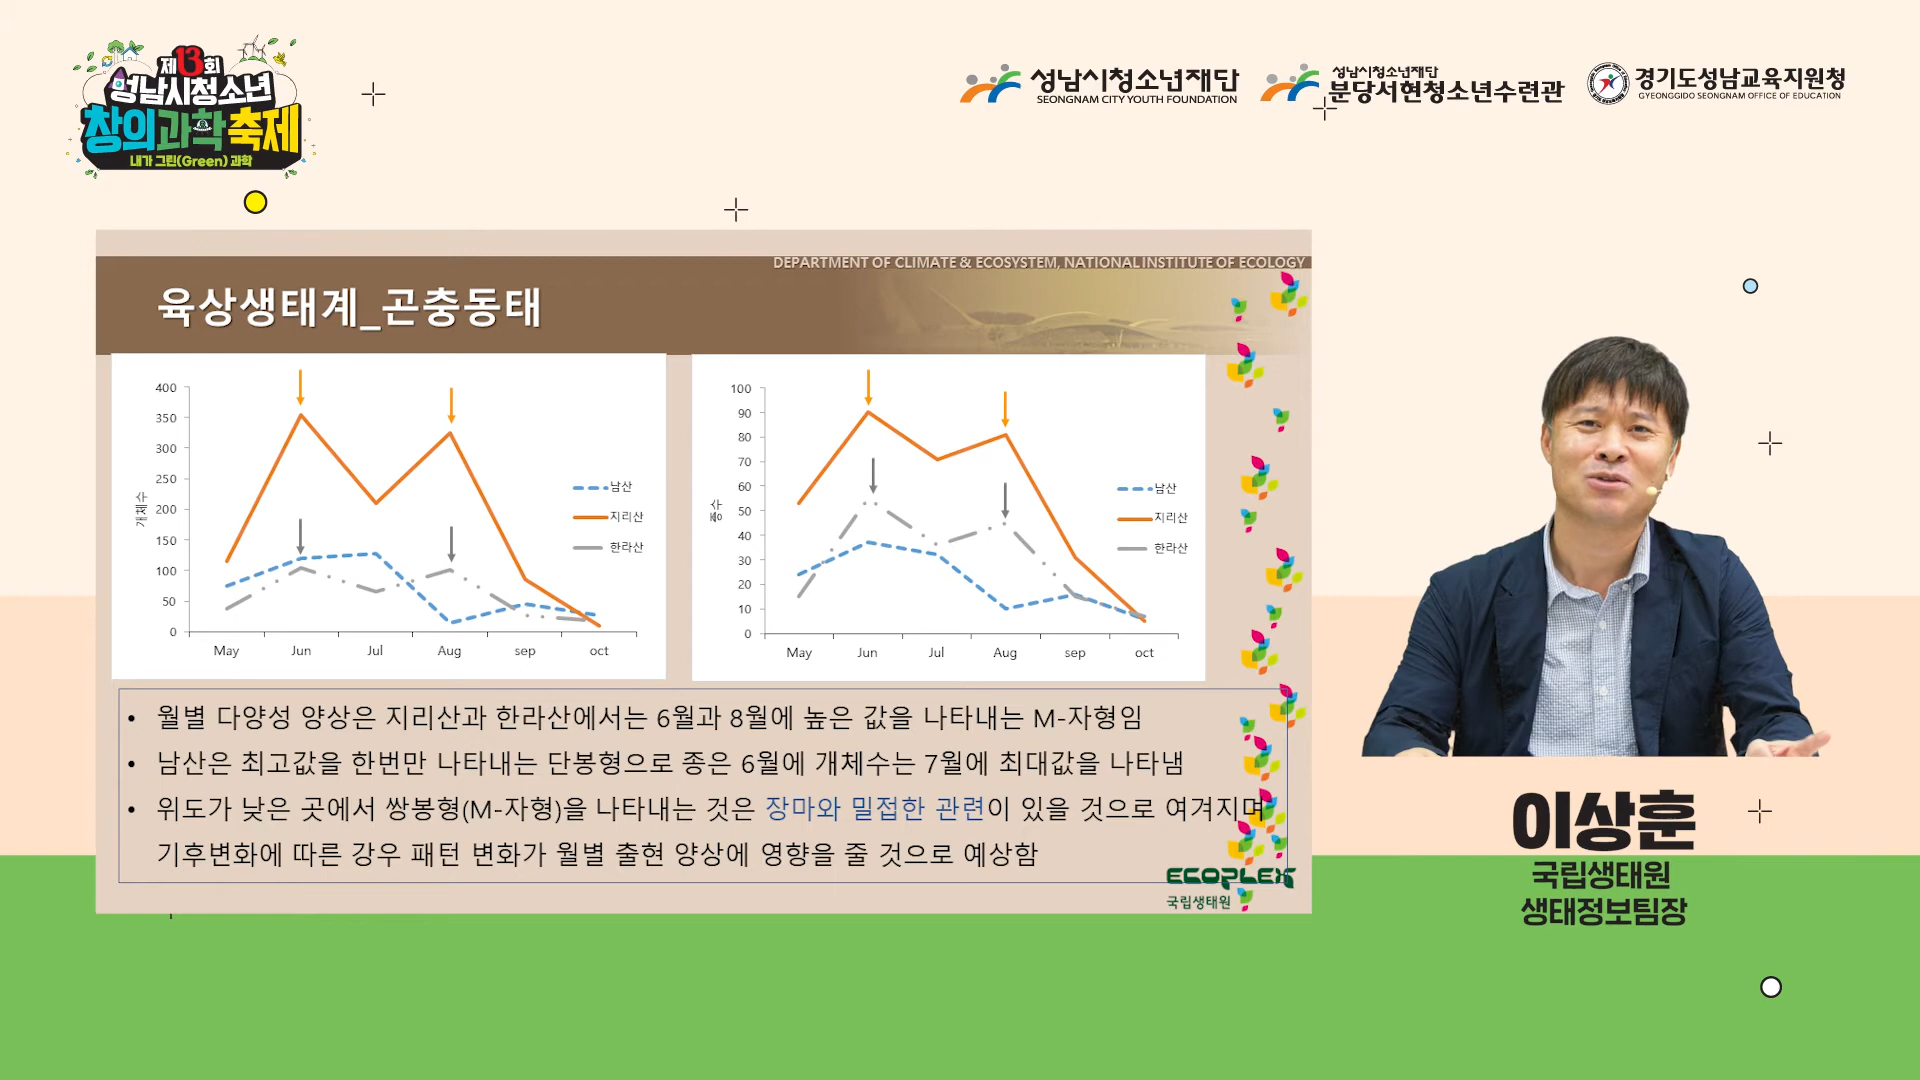 제13회
성남시청소년
창의과학축제
내가 그린(Green) 과학
성남시청소년재단
SEONGNAM CITY YOUTH FOUNDATION
성남시청소년재단
분당서현청소년수련관
경기도성남교육지원청
GYEONGGIDO SEONGNAM OFFICE OF EDUCATION
DEPARTMENT OF CLIMATE & ECOSYSTEM, NATIONAL INSTITUTE OF ECOLOGY
육상생태계_곤충동태
개체수
400
350
300
250
200
150
100
50
0
May Jun Jul Aug sep oct
남산
지리산
한라산
종수
100
90
80
70
60
50
40
30
20
10
0
May Jun Jul Aug sep oct
남산
지리산
한라산
• 월별 다양성 양상은 지리산과 한라산에서는 6월과 8월에 높은 값을 나타내는 M-자형임
• 남산은 최고값을 한번만 나타내는 단봉형으로 종은 6월에 개체수는 7월에 최대값을 나타냄
• 위도가 낮은 곳에서 쌍봉형(M-자형)을 나타내는 것은 장마와 밀접한 관련이 있을 것으로 여겨지며
기후변화에 따른 강우 패턴 변화가 월별 출현 양상에 영향을 줄 것으로 예상함
ECOPLEX
국립생태원
이상훈
국립생태원
생태정보팀장